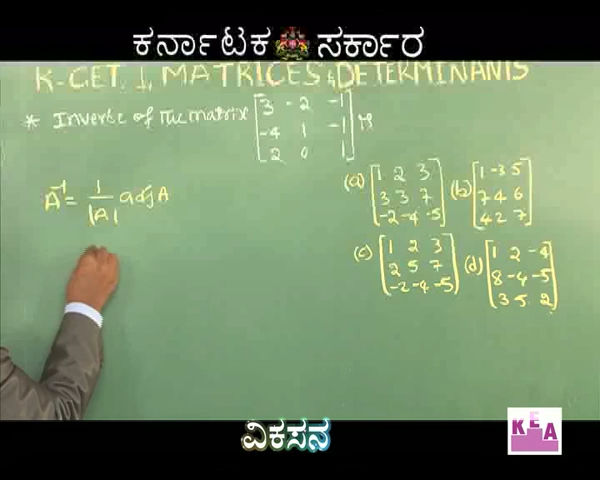 ಕರ್ನಾಟಕ ಸರ್ಕಾರ
K-CET. 1. MATRICES & DETERMINANTS
* Inverse of the matrix [3 -2 -1
-4 1 -1
2 0 1] is
A⁻¹ = 1/|A| adj A
(a) [1 2 3
3 3 7
-2 -4 -5]
(b) [1 -3 5
7 4 6
4 2 7]
(c) [1 2 3
2 5 7
-2 -4 -5]
(d) [1 2 -4
8 -4 -5
3 5 2]
ವಿಕಸನ
KEA